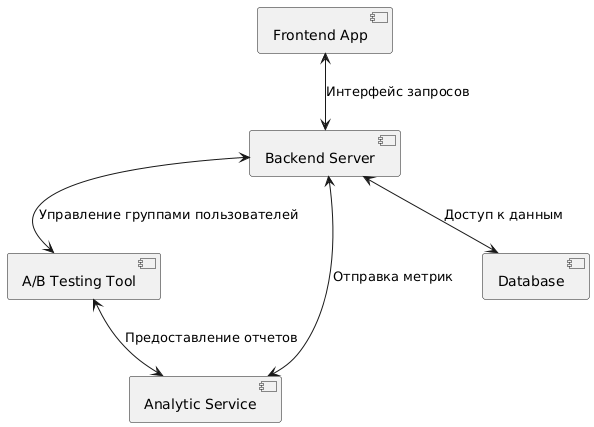 Frontend App
Интерфейс запросов
Backend Server
Управление группами пользователей
Доступ к данным
A/B Testing Tool
Отправка метрик
Database
Предоставление отчетов
Analytic Service